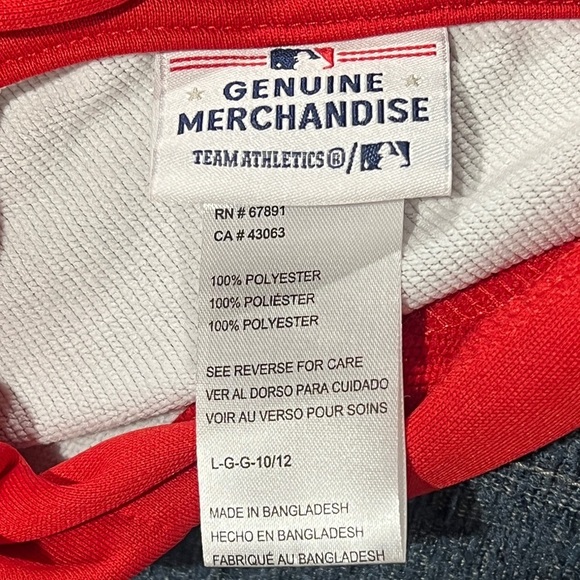 GENUINE
MERCHANDISE
TEAM ATHLETICS®/
RN # 67891
CA # 43063
100% POLYESTER
100% POLIÉSTER
100% POLYESTER
SEE REVERSE FOR CARE
VER AL DORSO PARA CUIDADO
VOIR AU VERSO POUR SOINS
L-G-G-10/12
MADE IN BANGLADESH
HECHO EN BANGLADESH
FABRIQUÉ AU BANGLADESH